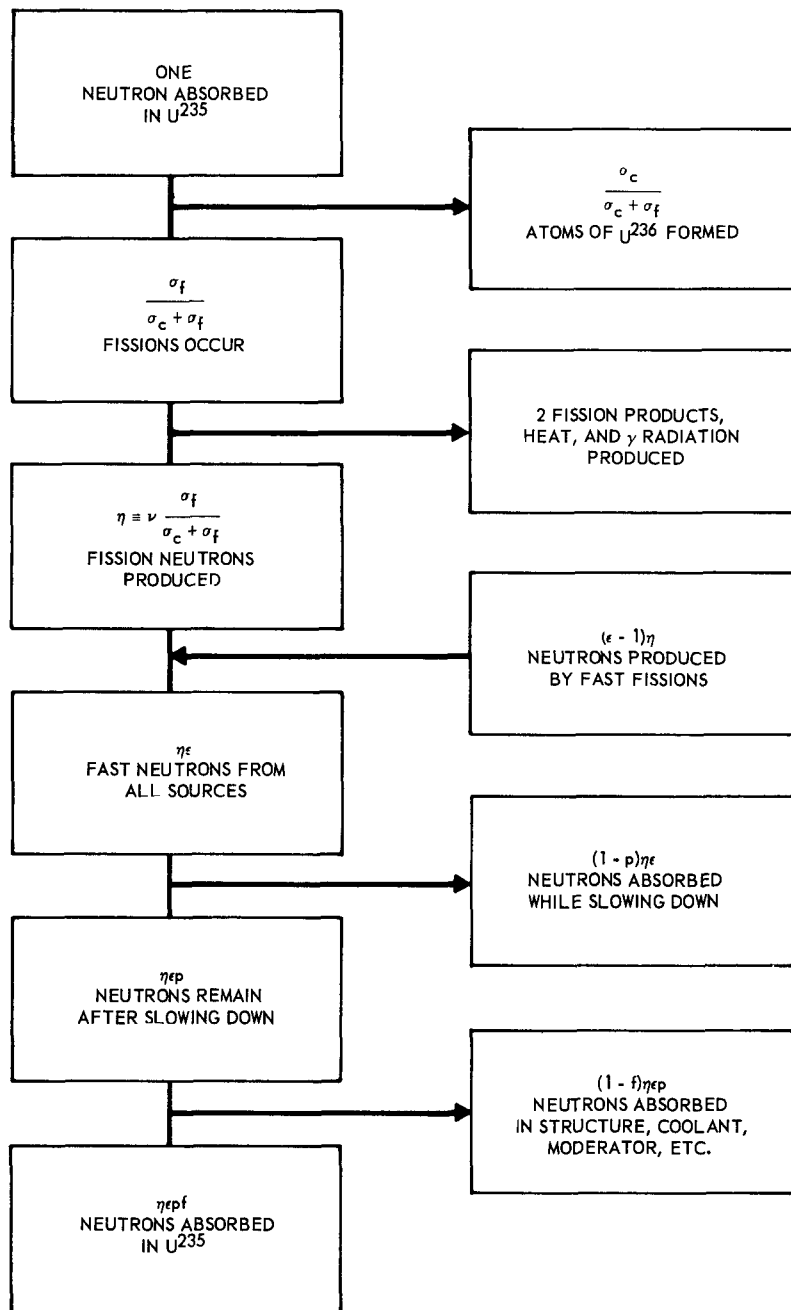 ONE
NEUTRON ABSORBED
IN U²³⁵
σc
σc + σf
ATOMS OF U²³⁶ FORMED
σf
σc + σf
FISSIONS OCCUR
2 FISSION PRODUCTS,
HEAT, AND γ RADIATION
PRODUCED
η ≡ ν σf
σc + σf
FISSION NEUTRONS
PRODUCED
(ε - 1)η
NEUTRONS PRODUCED
BY FAST FISSIONS
ηε
FAST NEUTRONS FROM
ALL SOURCES
(1 - p)ηε
NEUTRONS ABSORBED
WHILE SLOWING DOWN
ηεp
NEUTRONS REMAIN
AFTER SLOWING DOWN
(1 - f)ηεp
NEUTRONS ABSORBED
IN STRUCTURE, COOLANT,
MODERATOR, ETC.
ηεpf
NEUTRONS ABSORBED
IN U²³⁵